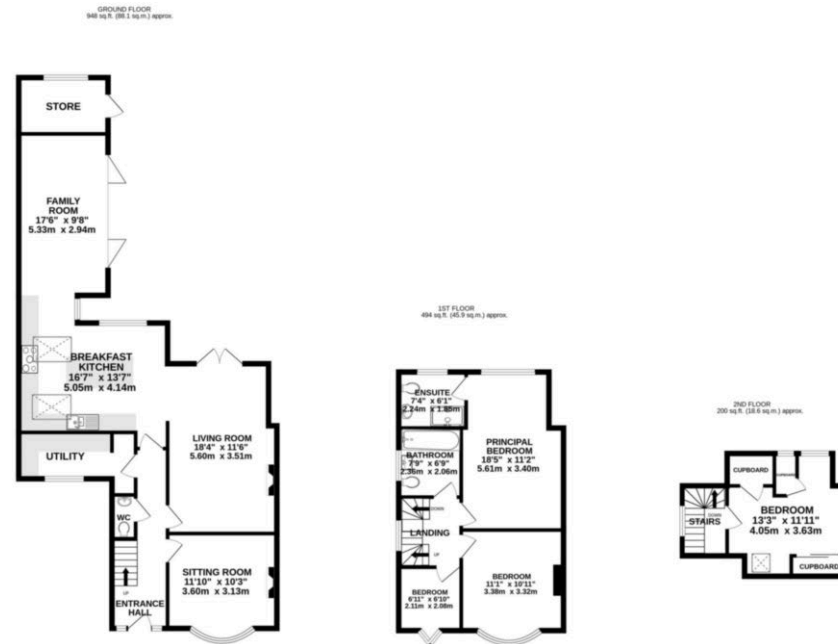 GROUND FLOOR
948 sq.ft. (88.1 sq.m.) approx.
STORE
FAMILY
ROOM
17'6" x 9'8"
5.33m x 2.94m
BREAKFAST
KITCHEN
16'7" x 13'7"
5.05m x 4.14m
UTILITY
LIVING ROOM
18'4" x 11'6"
5.60m x 3.51m
WC
SITTING ROOM
11'10" x 10'3"
3.60m x 3.13m
UP
ENTRANCE
HALL
1ST FLOOR
494 sq.ft. (45.9 sq.m.) approx.
ENSUITE
7'4" x 6'1"
2.24m x 1.85m
PRINCIPAL
BEDROOM
18'5" x 11'2"
5.61m x 3.40m
BATHROOM
7'9" x 6'9"
2.36m x 2.06m
DOWN
LANDING
UP
BEDROOM
6'11" x 6'10"
2.11m x 2.08m
BEDROOM
11'1" x 10'11"
3.38m x 3.32m
2ND FLOOR
200 sq.ft. (18.6 sq.m.) approx.
CUPBOARD
CUPBOARD
DOWN
STAIRS
BEDROOM
13'3" x 11'11"
4.05m x 3.63m
CUPBOARD